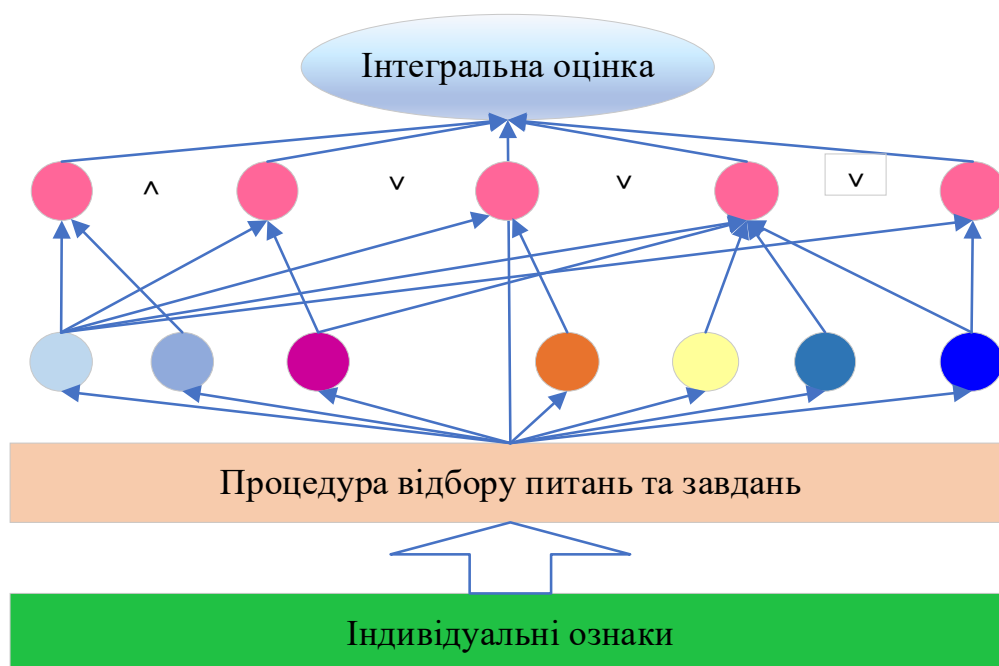 Інтегральна оцінка
˄ ˅ ˅ ˅
Процедура відбору питань та завдань
Індивідуальні ознаки